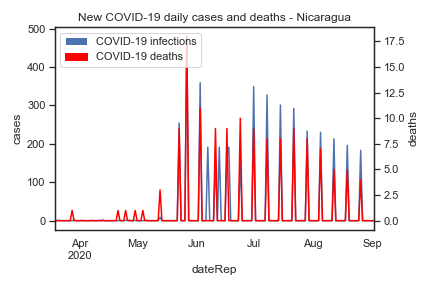 New COVID-19 daily cases and deaths - Nicaragua
COVID-19 infections
COVID-19 deaths
500
400
300
200
100
0
cases
17.5
15.0
12.5
10.0
7.5
5.0
2.5
0.0
deaths
Apr
2020
May
Jun
Jul
Aug
Sep
dateRep